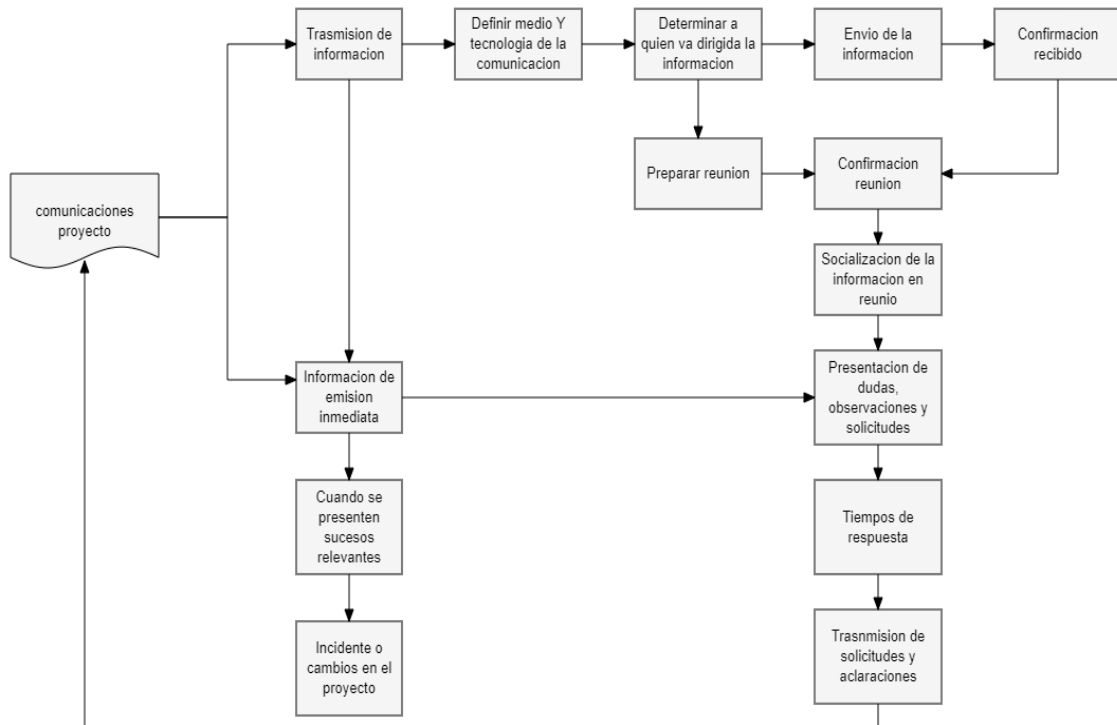 Trasmision de
informacion
Definir medio Y
tecnologia de la
comunicacion
Determinar a
quien va dirigida la
informacion
Envio de la
informacion
Confirmacion
recibido
Preparar reunion
Confirmacion
reunion
comunicaciones
proyecto
Socializacion de la
informacion en
reunio
Informacion de
emision
inmediata
Presentacion de
dudas,
observaciones y
solicitudes
Cuando se
presenten
sucesos
relevantes
Tiempos de
respuesta
Incidente o
cambios en el
proyecto
Trasnmision de
solicitudes y
aclaraciones